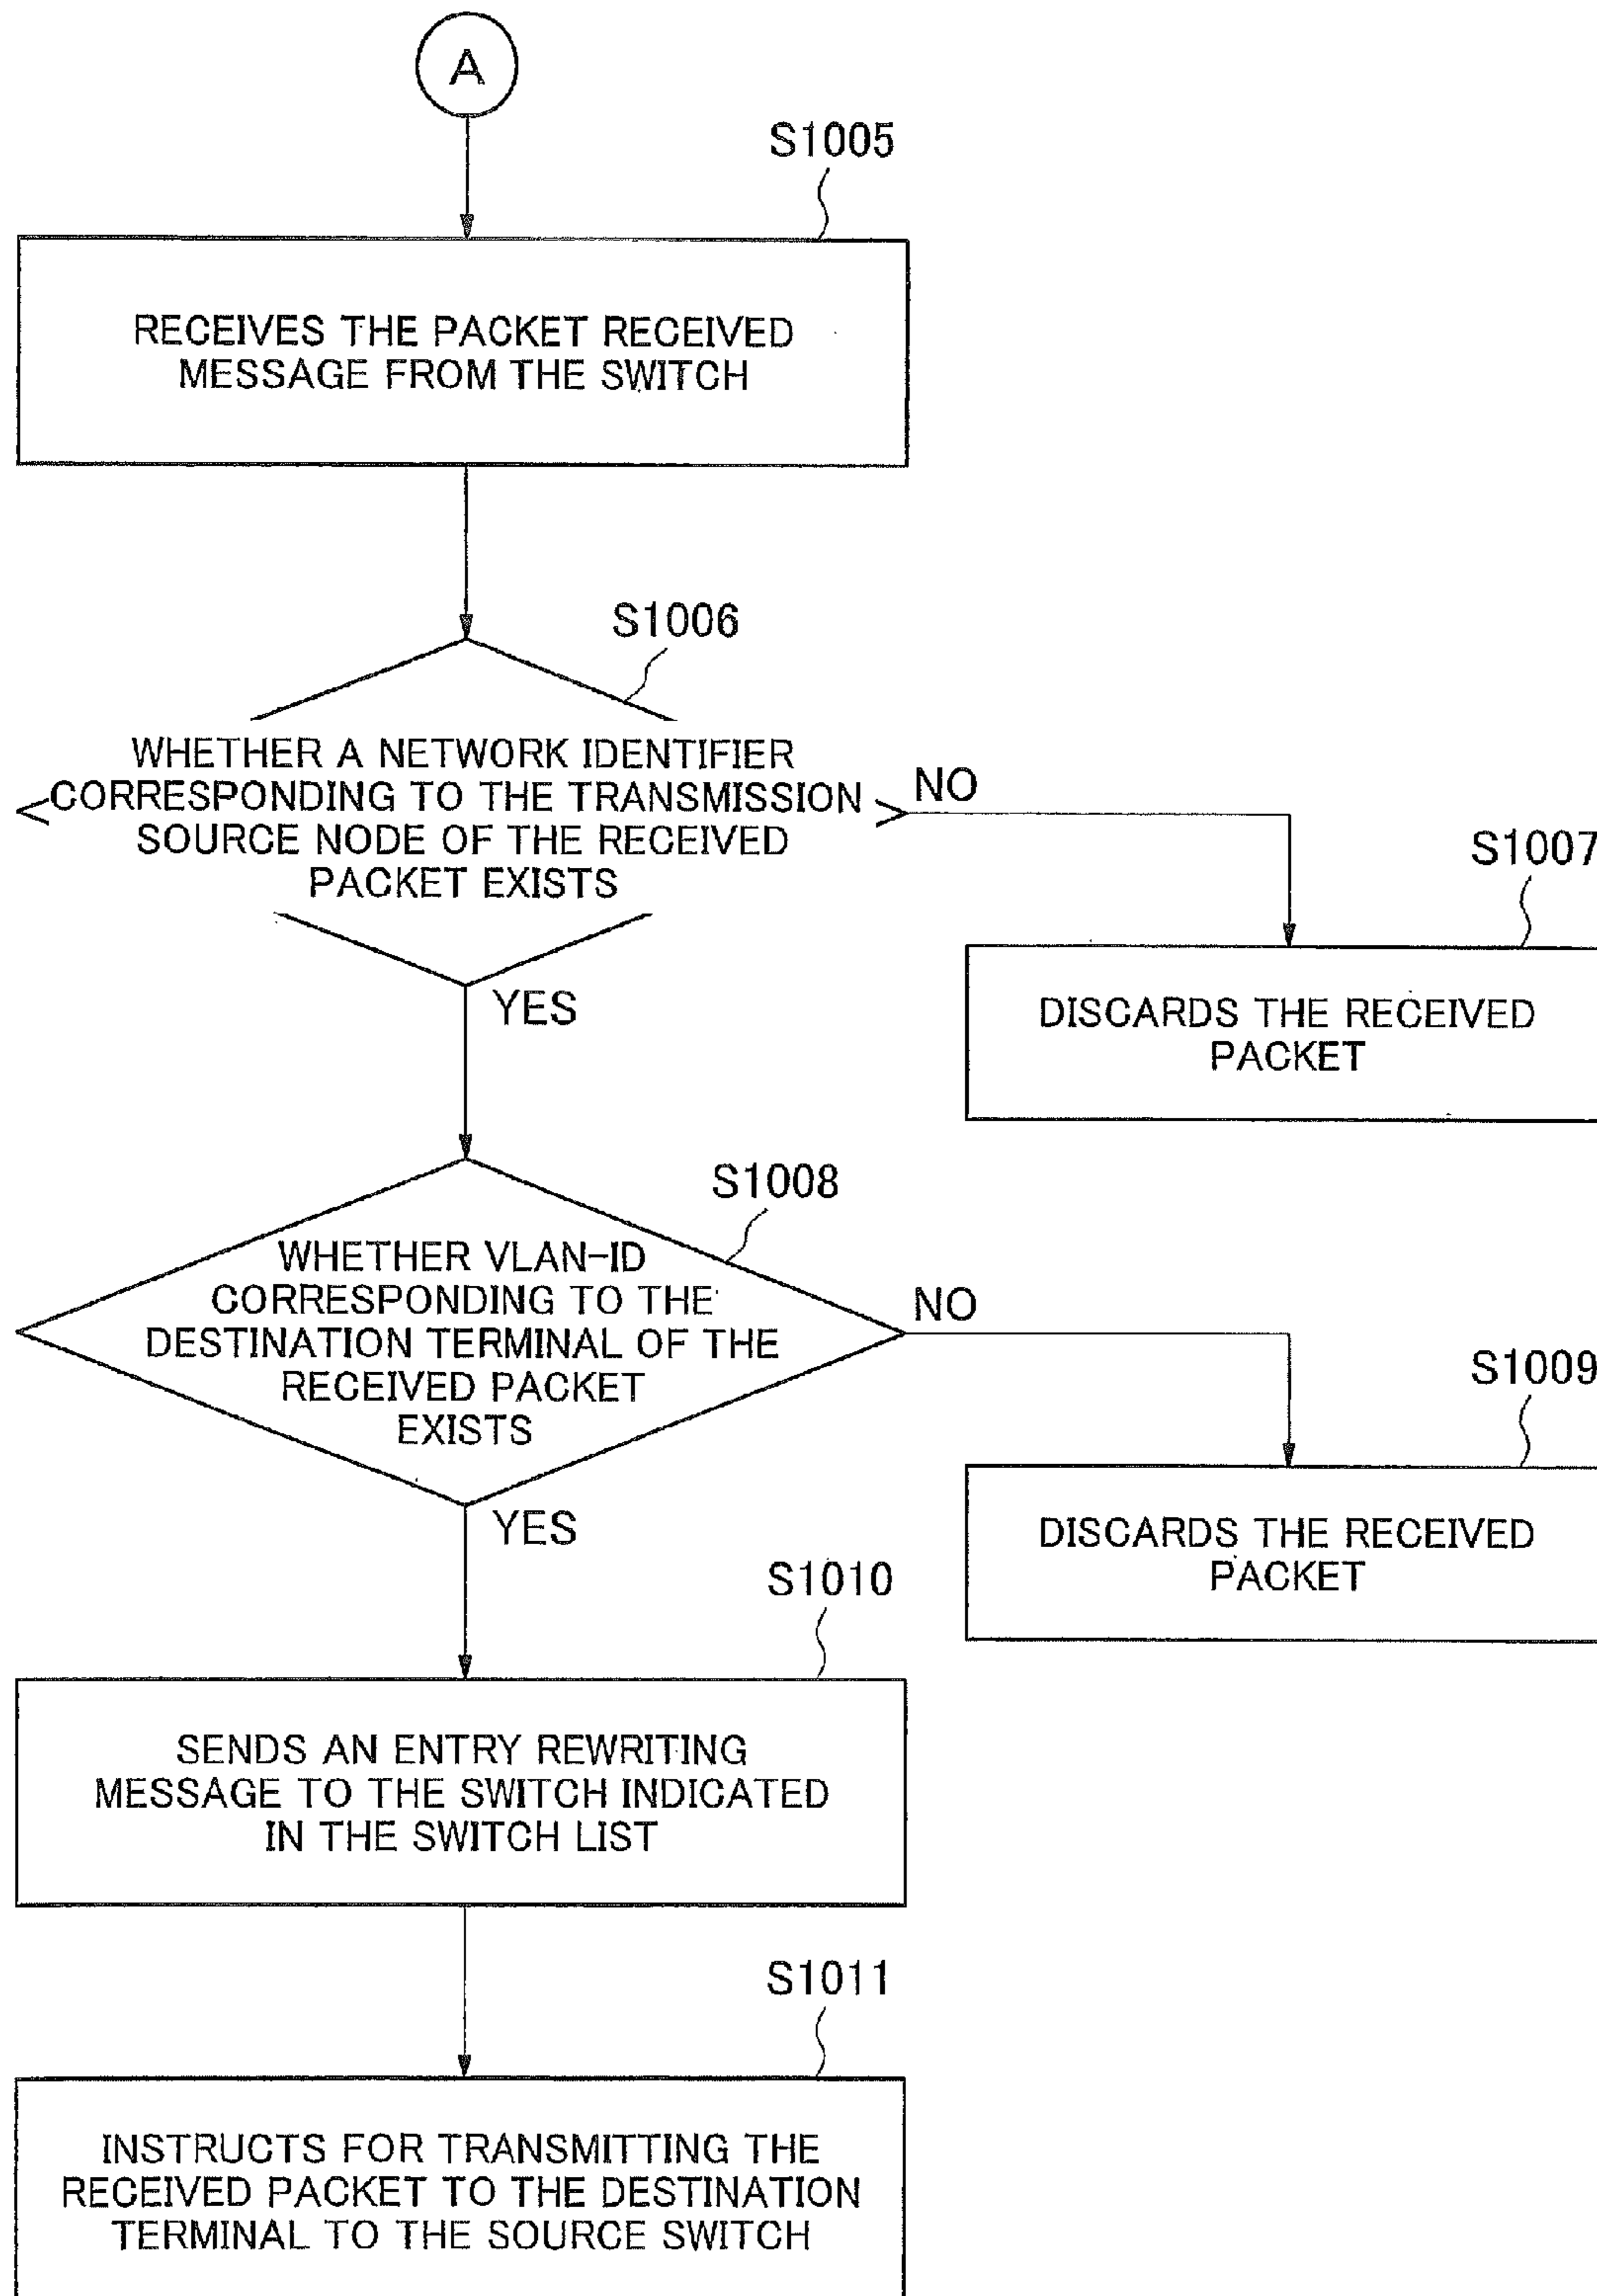 A
S1005
RECEIVES THE PACKET RECEIVED
MESSAGE FROM THE SWITCH
S1006
WHETHER A NETWORK IDENTIFIER
CORRESPONDING TO THE TRANSMISSION
SOURCE NODE OF THE RECEIVED
PACKET EXISTS
NO
S1007
DISCARDS THE RECEIVED
PACKET
YES
S1008
WHETHER VLAN-ID
CORRESPONDING TO THE
DESTINATION TERMINAL OF THE
RECEIVED PACKET
EXISTS
NO
S1009
DISCARDS THE RECEIVED
PACKET
YES
S1010
SENDS AN ENTRY REWRITING
MESSAGE TO THE SWITCH INDICATED
IN THE SWITCH LIST
S1011
INSTRUCTS FOR TRANSMITTING THE
RECEIVED PACKET TO THE DESTINATION
TERMINAL TO THE SOURCE SWITCH